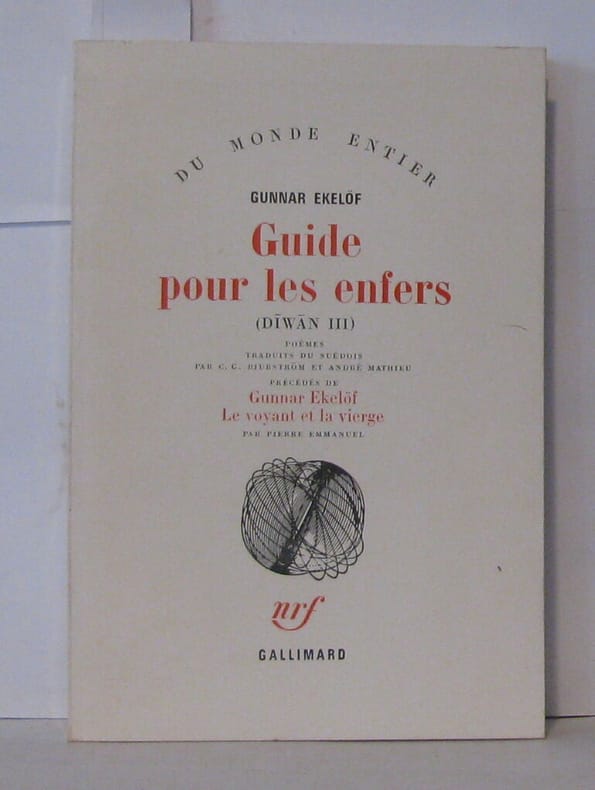 DU MONDE ENTIER
GUNNAR EKELÖF
Guide
pour les enfers
(DĪWĀN III)
POÈMES
TRADUITS DU SUÉDOIS
PAR C. G. BJURSTRÖM ET ANDRÉ MATHIEU
PRÉCÉDÉS DE
Gunnar Ekelöf
Le voyant et la vierge
PAR PIERRE EMMANUEL
nrf
GALLIMARD